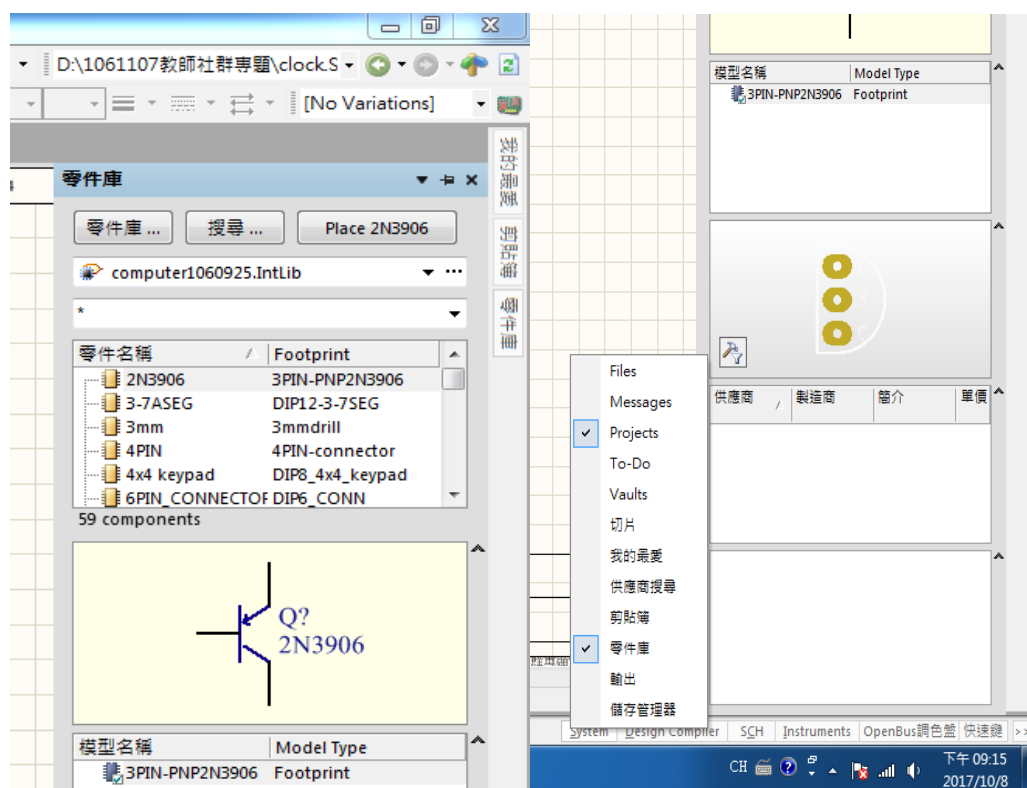 D:\1061107教師社群專題\clock.S
[No Variations]
零件庫
零件庫 ...
搜尋 ...
Place 2N3906
computer1060925.IntLib
*
零件名稱 Footprint
2N3906 3PIN-PNP2N3906
3-7ASEG DIP12-3-7SEG
3mm 3mmdrill
4PIN 4PIN-connector
4x4 keypad DIP8_4x4_keypad
6PIN_CONNECTOR DIP6_CONN
59 components
Q?
2N3906
模型名稱 Model Type
3PIN-PNP2N3906 Footprint
我的最愛
剪貼簿
零件庫
模型名稱 Model Type
3PIN-PNP2N3906 Footprint
供應商 製造商 簡介 單價
Files
Messages
Projects
To-Do
Vaults
切片
我的最愛
供應商搜尋
剪貼簿
零件庫
輸出
儲存管理器
System Design Compiler SCH Instruments OpenBus調色盤 快速鍵 >>
CH
下午 09:15
2017/10/8